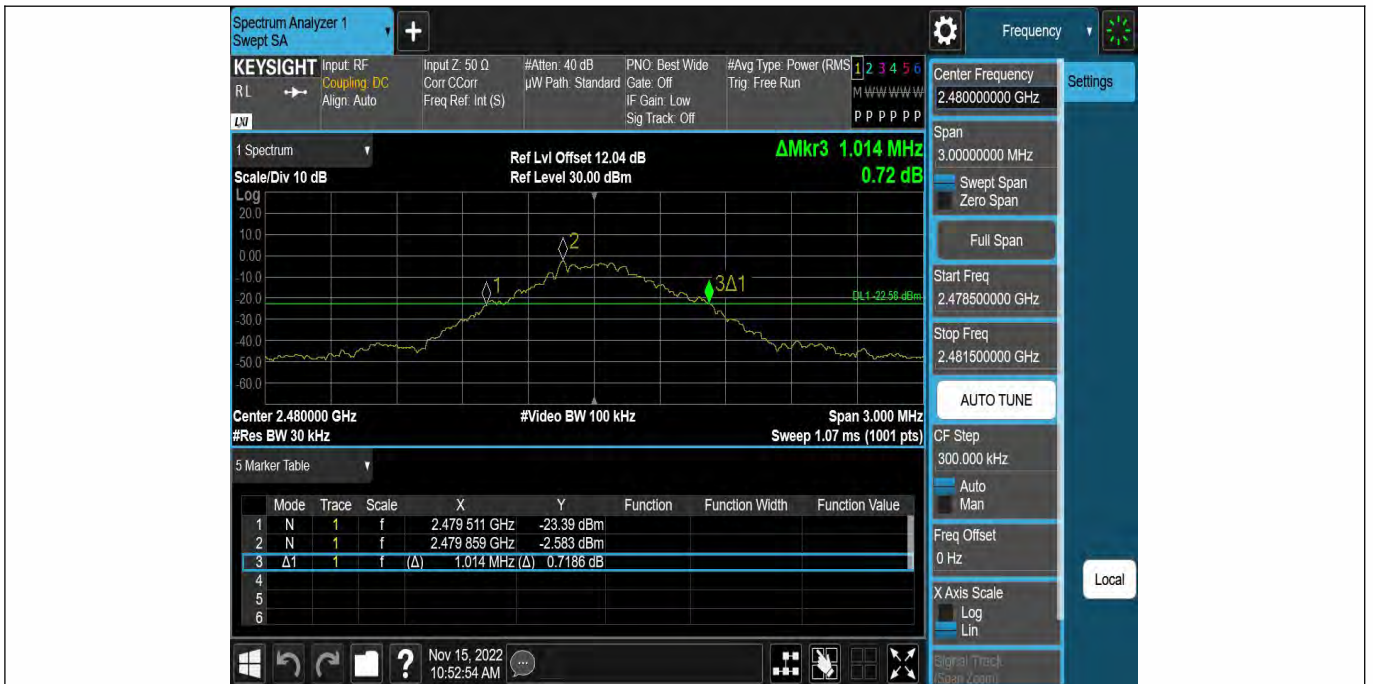 Spectrum Analyzer 1
Swept SA
+
Frequency
KEYSIGHT
RL
LXI
Input: RF
Coupling: DC
Align: Auto
Input Z: 50 Ω
Corr CCorr
Freq Ref: Int (S)
#Atten: 40 dB
µW Path: Standard
PNO: Best Wide
Gate: Off
IF Gain: Low
Sig Track: Off
#Avg Type: Power (RMS
Trig: Free Run
1 2 3 4 5 6
M W W W W W
P P P P P P
1 Spectrum
Scale/Div 10 dB
Ref Lvl Offset 12.04 dB
Ref Level 30.00 dBm
ΔMkr3 1.014 MHz
0.72 dB
Log
20.0
10.0
0.00
-10.0
-20.0
-30.0
-40.0
-50.0
-60.0
1
2
3Δ1
DL1 -22.58 dBm
Center 2.480000 GHz
#Res BW 30 kHz
#Video BW 100 kHz
Span 3.000 MHz
Sweep 1.07 ms (1001 pts)
5 Marker Table
Mode Trace Scale X Y Function Function Width Function Value
1 N 1 f 2.479 511 GHz -23.39 dBm
2 N 1 f 2.479 859 GHz -2.583 dBm
3 Δ1 1 f (Δ) 1.014 MHz (Δ) 0.7186 dB
4
5
6
?
Nov 15, 2022
10:52:54 AM
Center Frequency
2.480000000 GHz
Settings
Span
3.00000000 MHz
Swept Span
Zero Span
Full Span
Start Freq
2.478500000 GHz
Stop Freq
2.481500000 GHz
AUTO TUNE
CF Step
300.000 kHz
Auto
Man
Freq Offset
0 Hz
X Axis Scale
Log
Lin
Local
Signal Track
(Span Zoom)